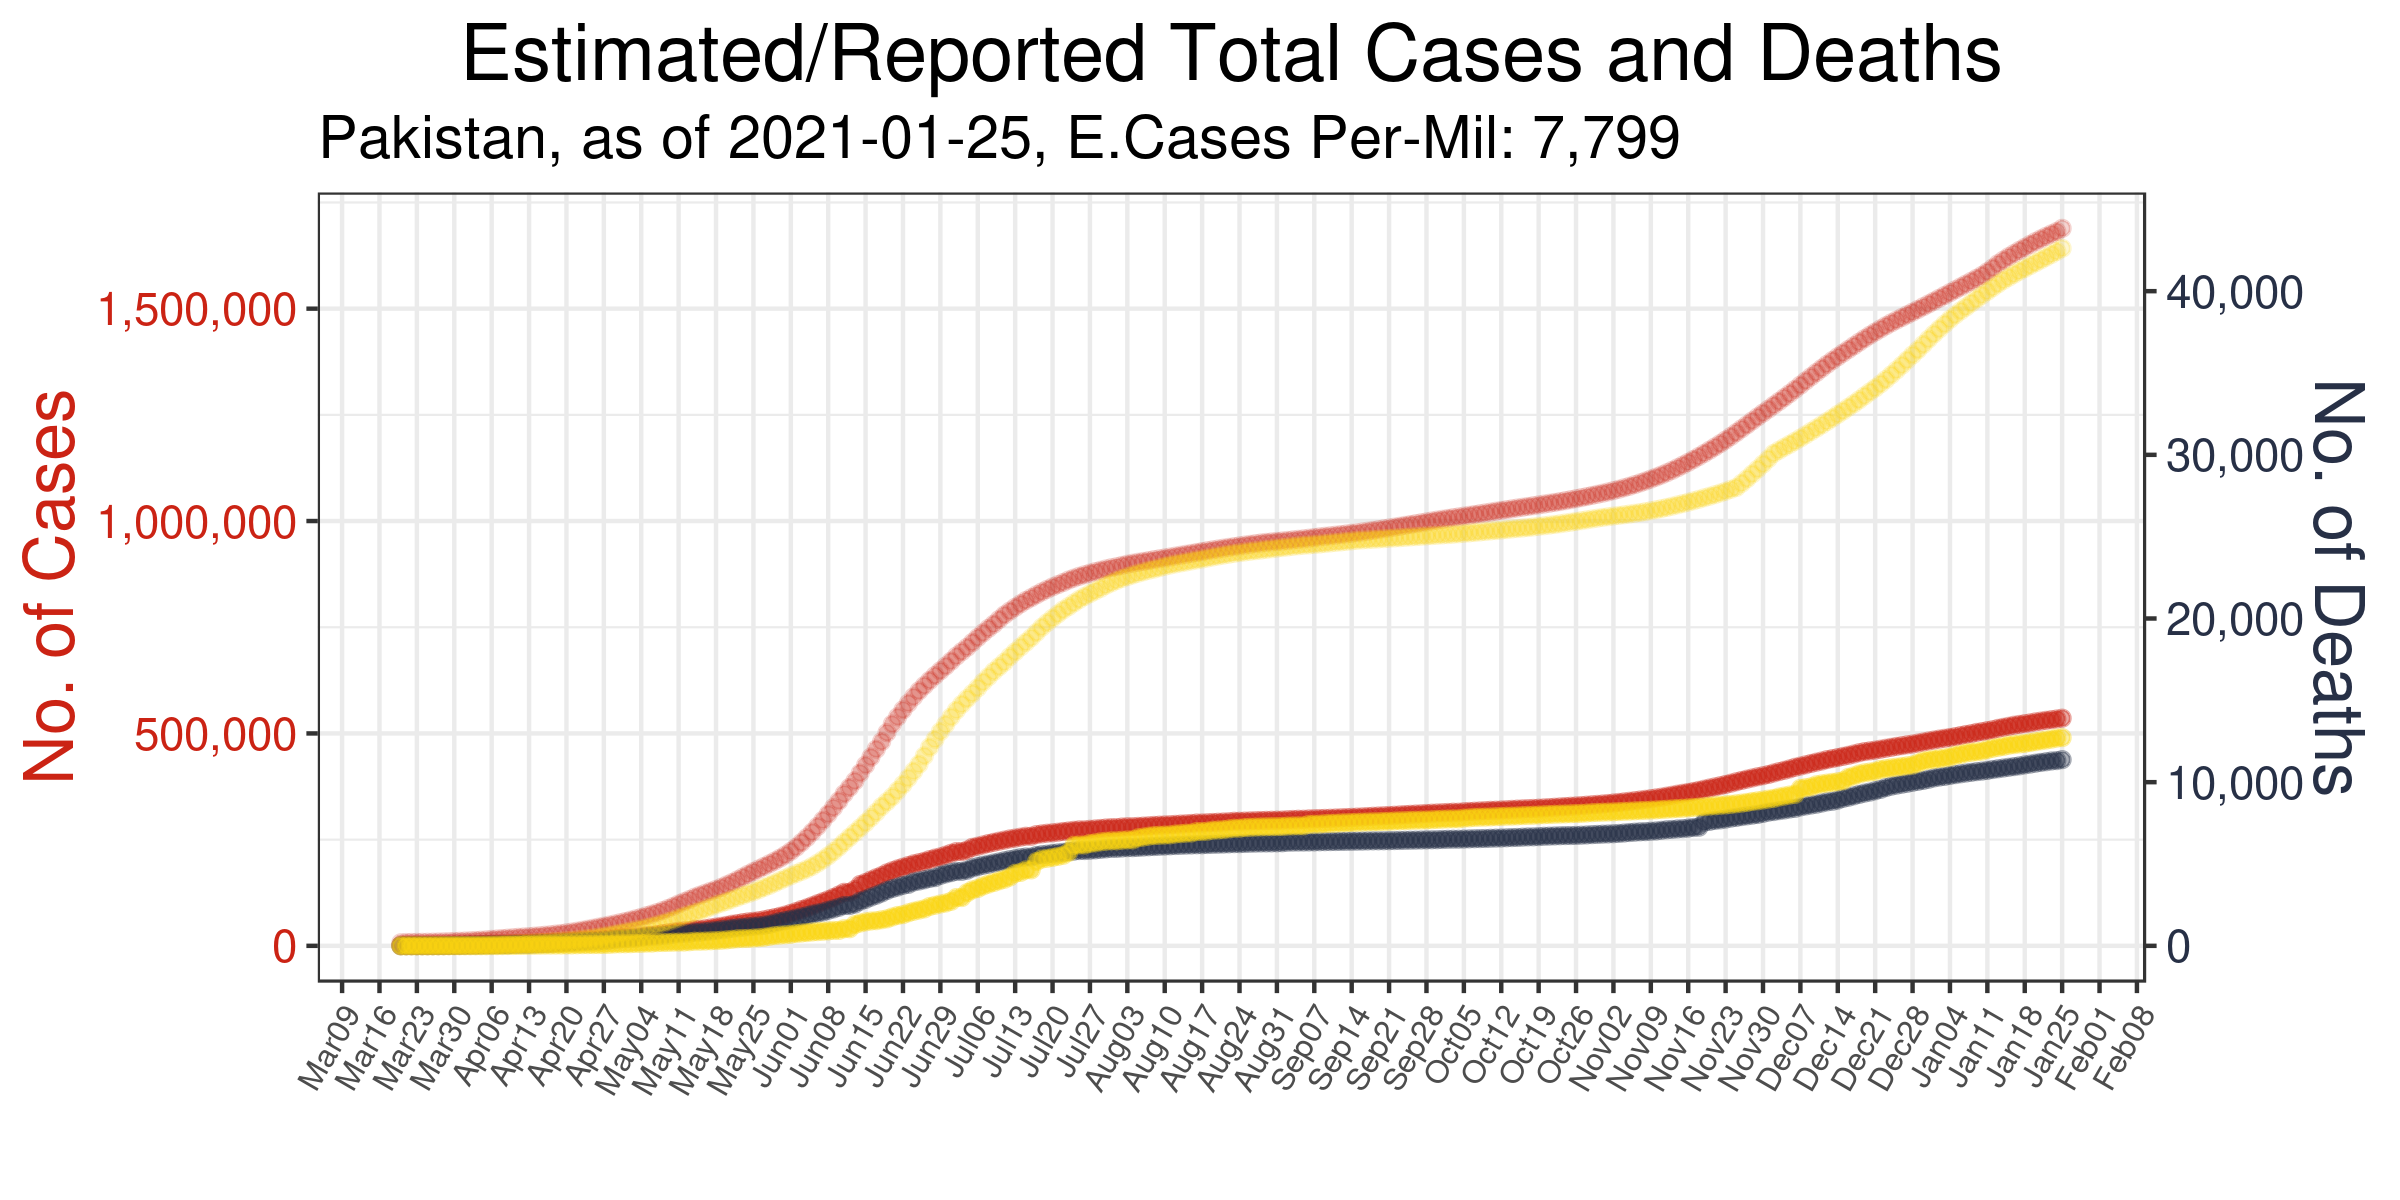 Estimated/Reported Total Cases and Deaths
Pakistan, as of 2021-01-25, E.Cases Per-Mil: 7,799
No. of Cases
1,500,000
1,000,000
500,000
0
40,000
30,000
20,000
10,000
0
No. of Deaths
Mar09
Mar16
Mar23
Mar30
Apr06
Apr13
Apr20
Apr27
May04
May11
May18
May25
Jun01
Jun08
Jun15
Jun22
Jun29
Jul06
Jul13
Jul20
Jul27
Aug03
Aug10
Aug17
Aug24
Aug31
Sep07
Sep14
Sep21
Sep28
Oct05
Oct12
Oct19
Oct26
Nov02
Nov09
Nov16
Nov23
Nov30
Dec07
Dec14
Dec21
Dec28
Jan04
Jan11
Jan18
Jan25
Feb01
Feb08